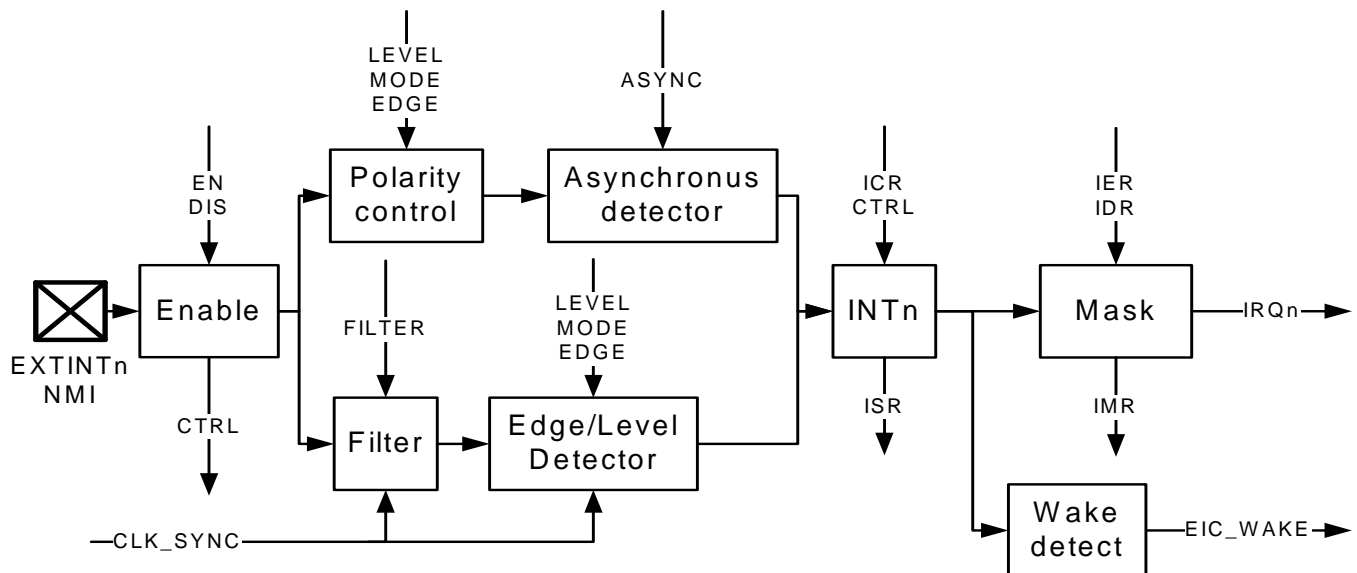 LEVEL
MODE
EDGE
ASYNC
EN
DIS
Polarity
control
Asynchronus
detector
ICR
CTRL
IER
IDR
Enable
FILTER
LEVEL
MODE
EDGE
INTn
Mask
IRQn
EXTINTn
NMI
CTRL
Filter
Edge/Level
Detector
ISR
IMR
CLK_SYNC
Wake
detect
EIC_WAKE